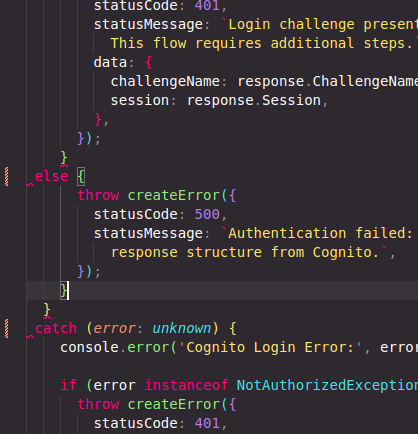 statusCode: 401,
statusMessage: `Login challenge present
This flow requires additional steps.`
data: {
challengeName: response.ChallengeName
session: response.Session,
},
});
}
else {
throw createError({
statusCode: 500,
statusMessage: `Authentication failed:
response structure from Cognito.`,
});
}
}
catch (error: unknown) {
console.error('Cognito Login Error:', error
if (error instanceof NotAuthorizedException
throw createError({
statusCode: 401,